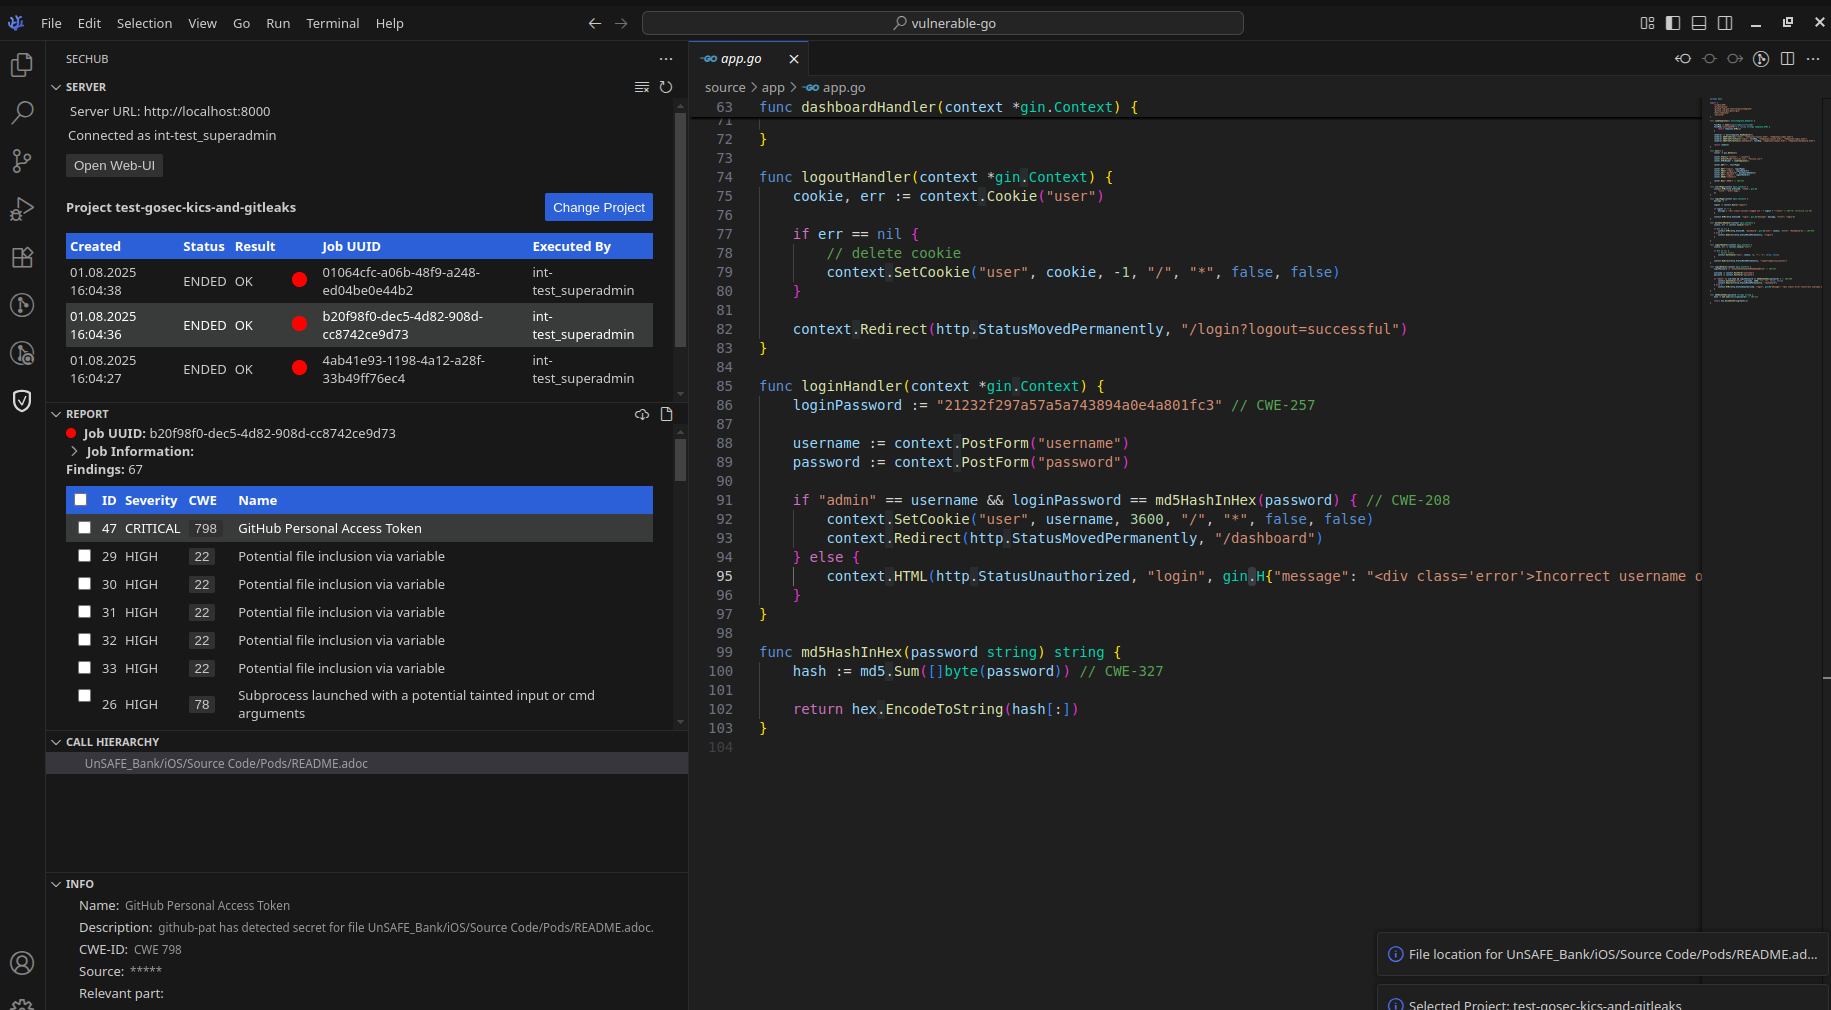 File Edit Selection View Go Run Terminal Help
vulnerable-go
SECHUB
SERVER
Server URL: http://localhost:8000
Connected as int-test_superadmin
Open Web-UI
Project test-gosec-kics-and-gitleaks
Change Project
Created Status Result Job UUID Executed By
01.08.2025 16:04:38 ENDED OK 01064cfc-a06b-48f9-a248-ed04be0e44b2 int-test_superadmin
01.08.2025 16:04:36 ENDED OK b20f98f0-dec5-4d82-908d-cc8742ce9d73 int-test_superadmin
01.08.2025 16:04:27 ENDED OK 4ab41e93-1198-4a12-a28f-33b49ff76ec4 int-test_superadmin
REPORT
Job UUID: b20f98f0-dec5-4d82-908d-cc8742ce9d73
Job Information:
Findings: 67
ID Severity CWE Name
47 CRITICAL 798 GitHub Personal Access Token
29 HIGH 22 Potential file inclusion via variable
30 HIGH 22 Potential file inclusion via variable
31 HIGH 22 Potential file inclusion via variable
32 HIGH 22 Potential file inclusion via variable
33 HIGH 22 Potential file inclusion via variable
26 HIGH 78 Subprocess launched with a potential tainted input or cmd arguments
CALL HIERARCHY
UnSAFE_Bank/iOS/Source Code/Pods/README.adoc
INFO
Name: GitHub Personal Access Token
Description: github-pat has detected secret for file UnSAFE_Bank/iOS/Source Code/Pods/README.adoc.
CWE-ID: CWE 798
Source: *****
Relevant part:
app.go
source > app > app.go
63 func dashboardHandler(context *gin.Context) {
71
72 }
73
74 func logoutHandler(context *gin.Context) {
75 cookie, err := context.Cookie("user")
76
77 if err == nil {
78 // delete cookie
79 context.SetCookie("user", cookie, -1, "/", "*", false, false)
80 }
81
82 context.Redirect(http.StatusMovedPermanently, "/login?logout=successful")
83 }
84
85 func loginHandler(context *gin.Context) {
86 loginPassword := "21232f297a57a5a743894a0e4a801fc3" // CWE-257
87
88 username := context.PostForm("username")
89 password := context.PostForm("password")
90
91 if "admin" == username && loginPassword == md5HashInHex(password) { // CWE-208
92 context.SetCookie("user", username, 3600, "/", "*", false, false)
93 context.Redirect(http.StatusMovedPermanently, "/dashboard")
94 } else {
95 context.HTML(http.StatusUnauthorized, "login", gin.H{"message": "<div class='error'>Incorrect username o
96 }
97 }
98
99 func md5HashInHex(password string) string {
100 hash := md5.Sum([]byte(password)) // CWE-327
101
102 return hex.EncodeToString(hash[:])
103 }
104
File location for UnSAFE_Bank/iOS/Source Code/Pods/README.ad...
Selected Project: test-gosec-kics-and-gitleaks